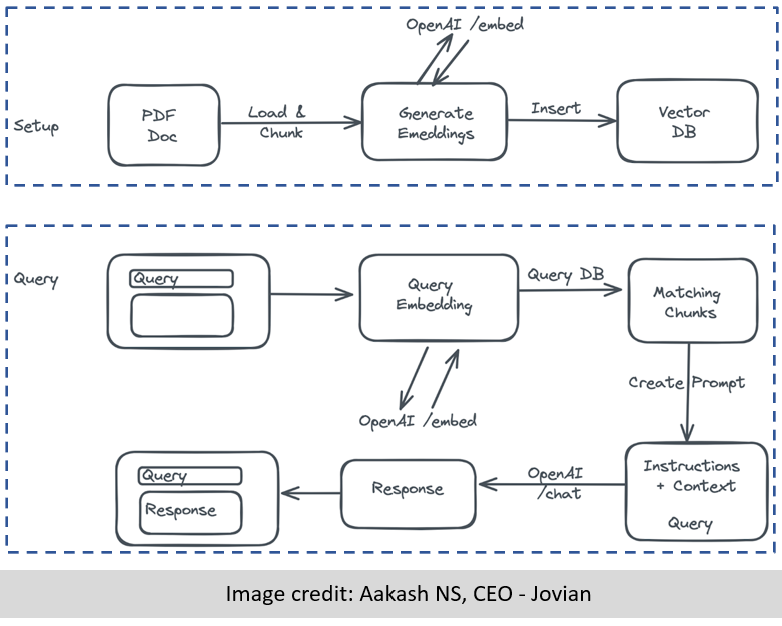 OpenAI /embed
Setup
PDF
Doc
Load &
Chunk
Generate
Emeddings
Insert
Vector
DB
Query
Query
Query
Embedding
Query DB
Matching
Chunks
OpenAI /embed
Create Prompt
Query
Response
Response
OpenAI
/chat
Instructions
+ Context
Query
Image credit: Aakash NS, CEO - Jovian